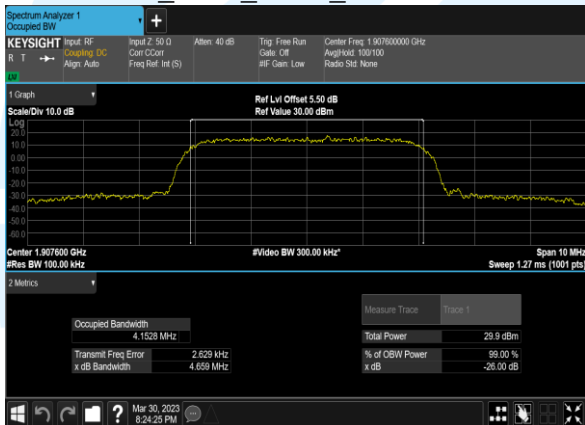 Spectrum Analyzer 1
Occupied BW
KEYSIGHT
R T
LXI
Input: RF
Coupling: DC
Align: Auto
Input Z: 50 Ω
Corr CCorr
Freq Ref: Int (S)
Atten: 40 dB
Trig: Free Run
Gate: Off
#IF Gain: Low
Center Freq: 1.907600000 GHz
Avg|Hold: 100/100
Radio Std: None
1 Graph
Scale/Div 10.0 dB
Ref Lvl Offset 5.50 dB
Ref Value 30.00 dBm
Log
20.0
10.0
0.00
-10.0
-20.0
-30.0
-40.0
-50.0
-60.0
Center 1.907600 GHz
#Res BW 100.00 kHz
#Video BW 300.00 kHz*
Span 10 MHz
Sweep 1.27 ms (1001 pts)
2 Metrics
Measure Trace
Trace 1
Occupied Bandwidth
4.1528 MHz
Total Power
29.9 dBm
Transmit Freq Error
2.629 kHz
% of OBW Power
99.00 %
x dB Bandwidth
4.659 MHz
x dB
-26.00 dB
?
Mar 30, 2023
8:24:25 PM